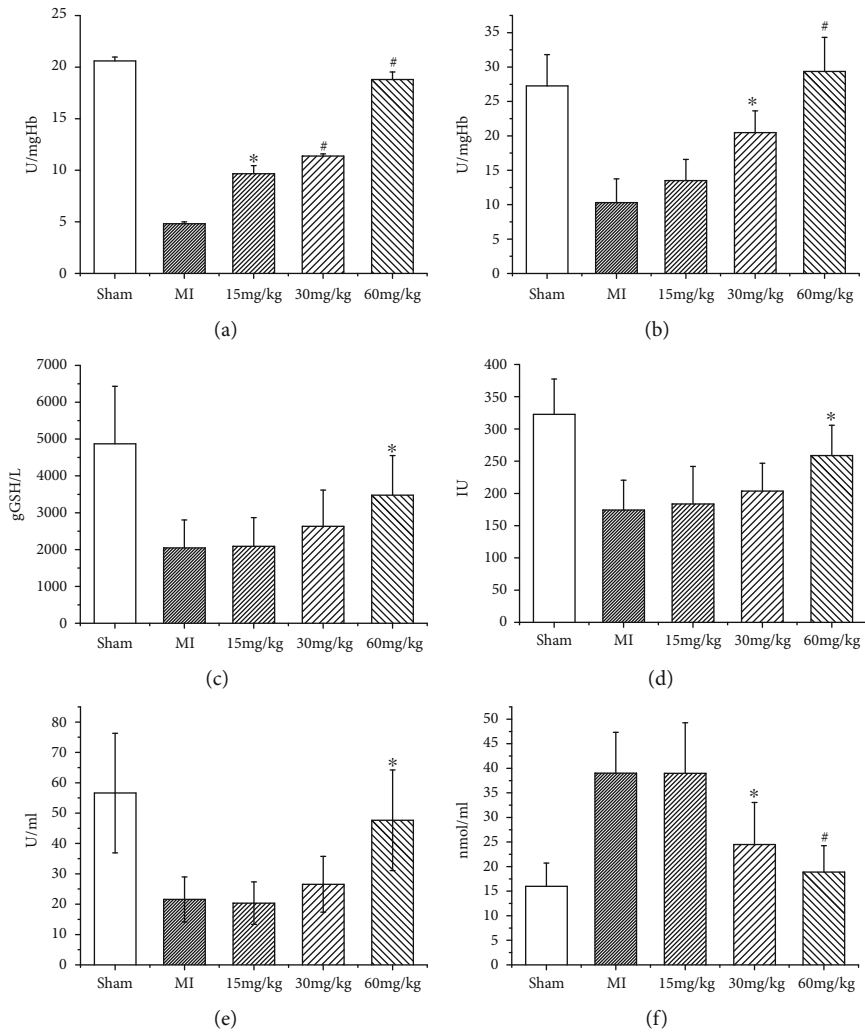 25
20
15
10
5
0
U/mgHb
*
#
#
Sham
MI
15mg/kg
30mg/kg
60mg/kg
(a)
35
30
25
20
15
10
5
0
U/mgHb
*
#
Sham
MI
15mg/kg
30mg/kg
60mg/kg
(b)
7000
6000
5000
4000
3000
2000
1000
0
gGSH/L
*
Sham
MI
15mg/kg
30mg/kg
60mg/kg
(c)
400
350
300
250
200
150
100
50
0
IU
*
Sham
MI
15mg/kg
30mg/kg
60mg/kg
(d)
80
70
60
50
40
30
20
10
0
U/ml
*
Sham
MI
15mg/kg
30mg/kg
60mg/kg
(e)
50
45
40
35
30
25
20
15
10
5
0
nmol/ml
*
#
Sham
MI
15mg/kg
30mg/kg
60mg/kg
(f)